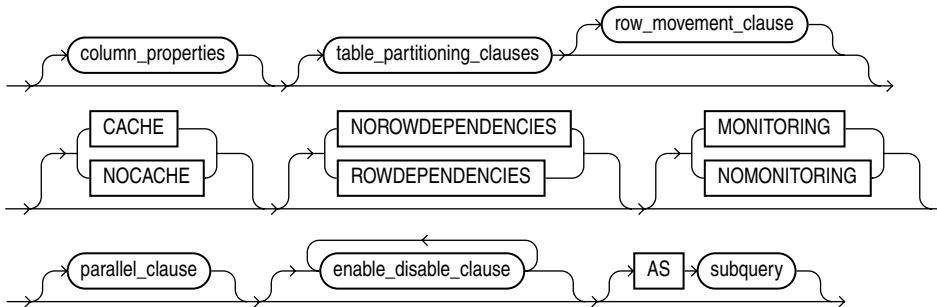 row_movement_clause
column_properties table_partitioning_clauses
CACHE NOROWDEPENDENCIES MONITORING
NOCACHE ROWDEPENDENCIES NOMONITORING
parallel_clause enable_disable_clause AS subquery